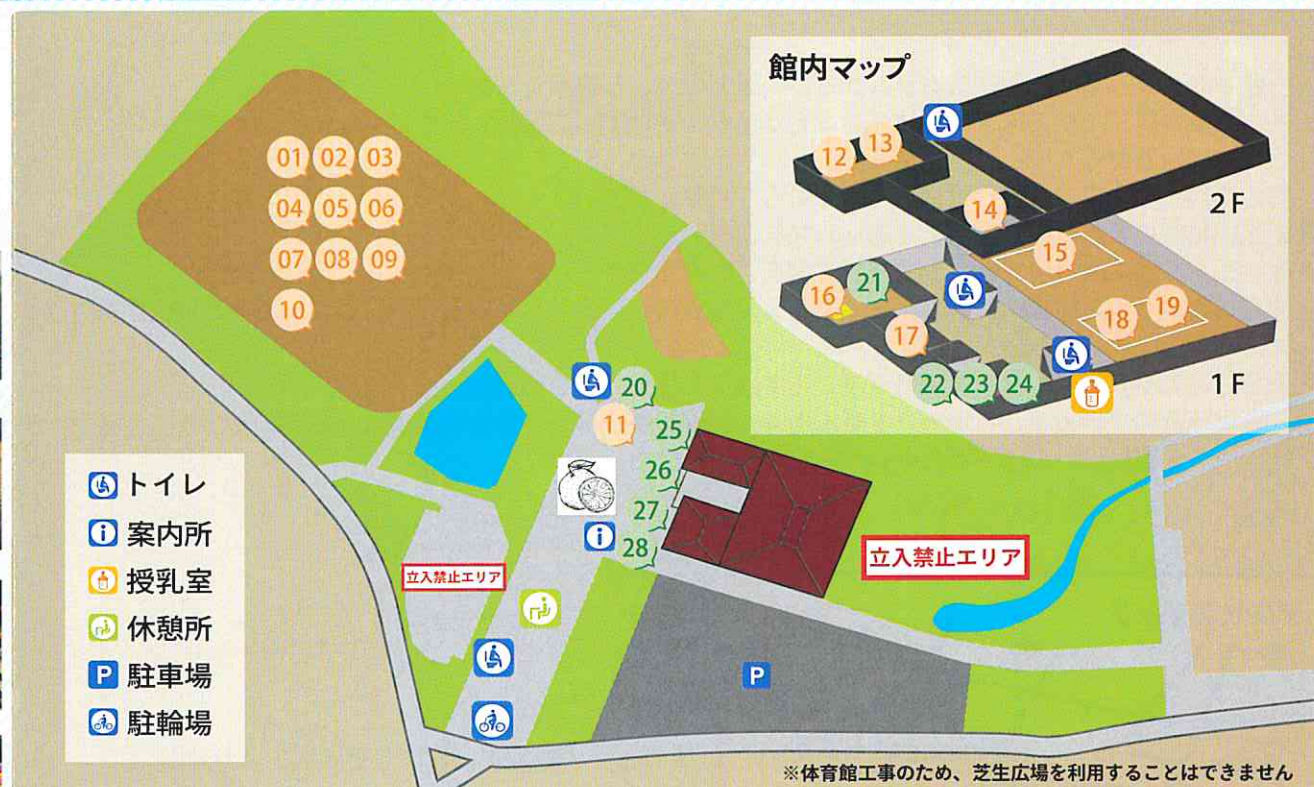 館内マップ
12 13
14
2F
15
16 21
17
18 19
22 23 24
1F
01 02 03
04 05 06
07 08 09
10
20
11
25
26
27
28
i
トイレ
i 案内所
授乳室
休憩所
P 駐車場
駐輪場
立入禁止エリア
立入禁止エリア
P
※体育館工事のため、芝生広場を利用することはできません